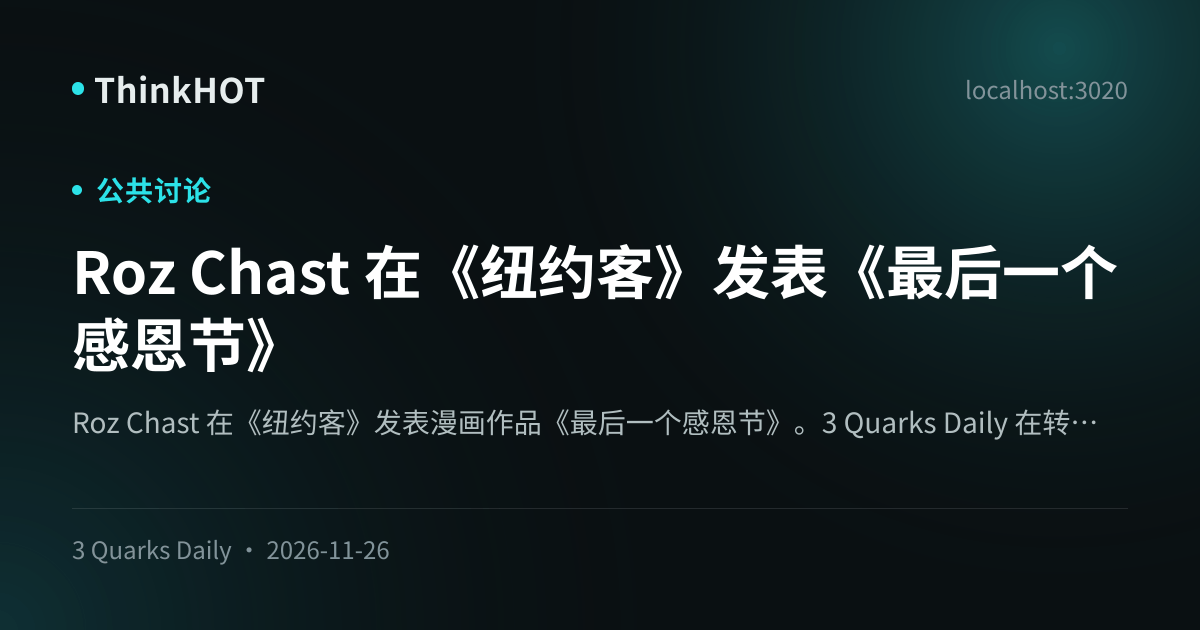 ThinkHOT
localhost:3020
公共讨论
Roz Chast 在《纽约客》发表《最后一个
感恩节》
Roz Chast 在《纽约客》发表漫画作品《最后一个感恩节》。3 Quarks Daily 在转…
3 Quarks Daily • 2026-11-26